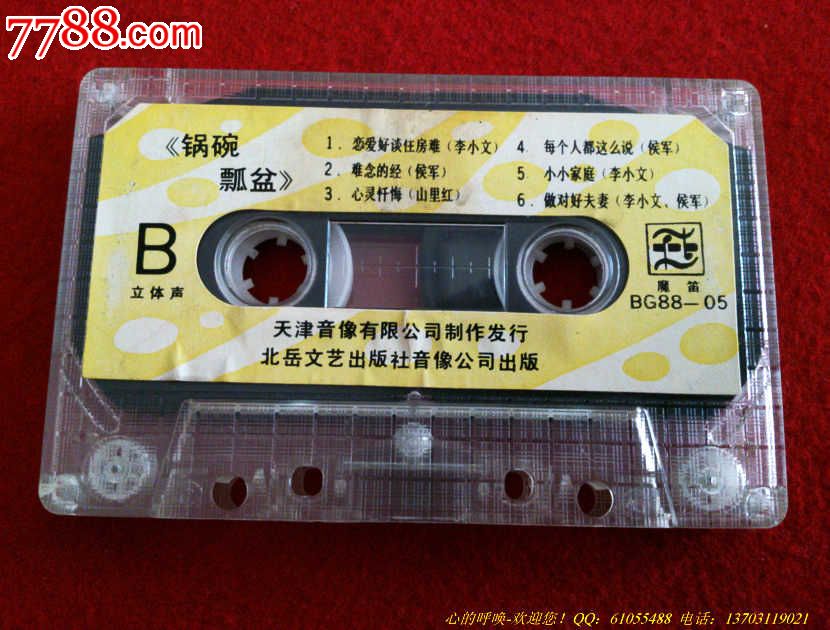 7788.com
《锅碗
瓢盆》
1. 恋爱好谈住房难（李小文）
2. 难念的经（侯军）
3. 心灵忏悔（山里红）
4. 每个人都这么说（侯军）
5. 小小家庭（李小文）
6. 做对好夫妻（李小文、侯军）
B
立体声
魔笛
BG88—05
天津音像有限公司制作发行
北岳文艺出版社音像公司出版
心的呼唤-欢迎您！QQ：61055488 电话：13703119021